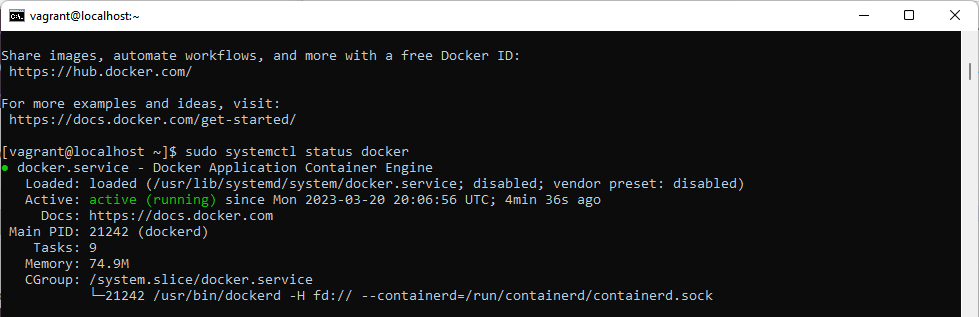 vagrant@localhost:~
Share images, automate workflows, and more with a free Docker ID:
 https://hub.docker.com/
For more examples and ideas, visit:
 https://docs.docker.com/get-started/
[vagrant@localhost ~]$ sudo systemctl status docker
● docker.service - Docker Application Container Engine
   Loaded: loaded (/usr/lib/systemd/system/docker.service; disabled; vendor preset: disabled)
   Active: active (running) since Mon 2023-03-20 20:06:56 UTC; 4min 36s ago
     Docs: https://docs.docker.com
 Main PID: 21242 (dockerd)
    Tasks: 9
   Memory: 74.9M
   CGroup: /system.slice/docker.service
           └─21242 /usr/bin/dockerd -H fd:// --containerd=/run/containerd/containerd.sock